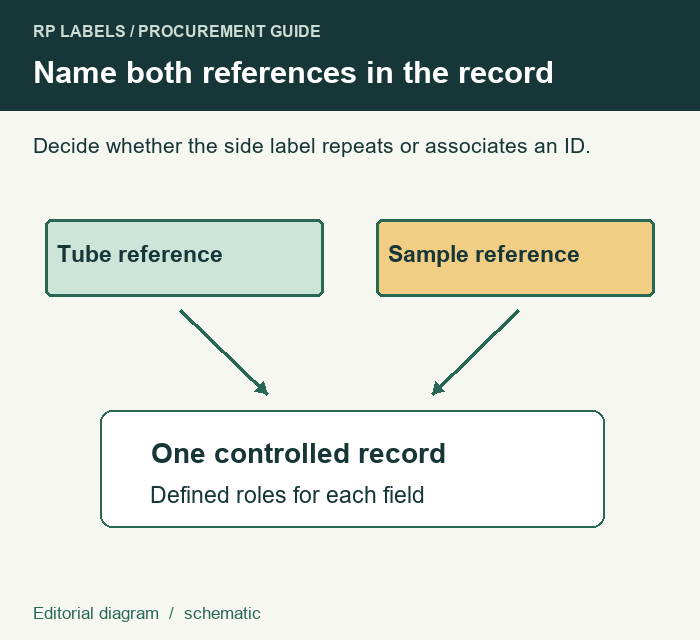 RP LABELS / PROCUREMENT GUIDE
Name both references in the record
Decide whether the side label repeats or associates an ID.
Tube reference
Sample reference
One controlled record
Defined roles for each field
Editorial diagram / schematic